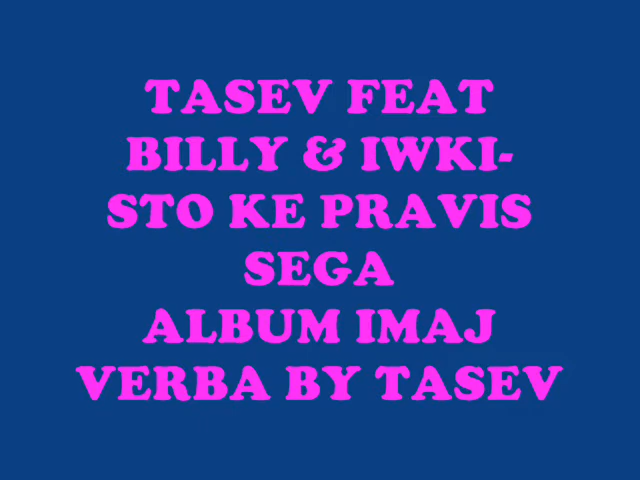 TASEV FEAT
BILLY & IWKI-
STO KE PRAVIS
SEGA
ALBUM IMAJ
VERBA BY TASEV